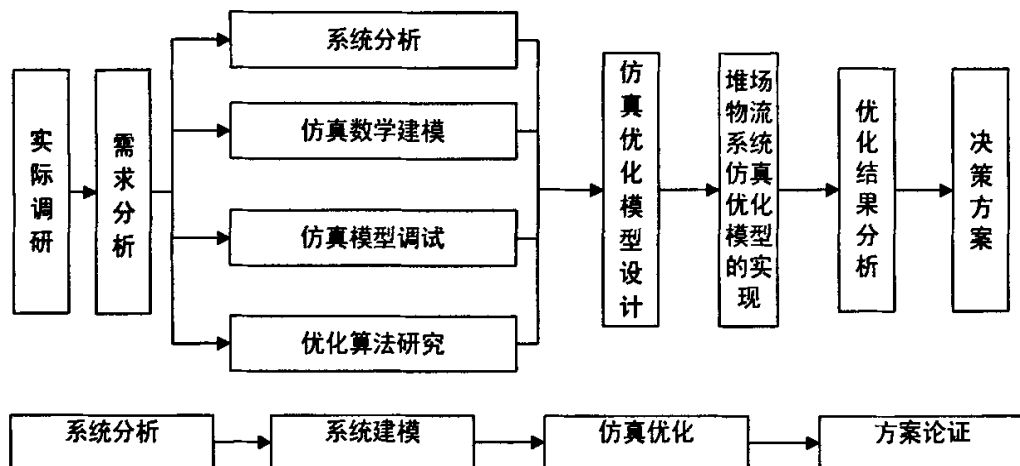 实际调研
需求分析
系统分析
仿真数学建模
仿真模型调试
优化算法研究
仿真优化模型设计
堆场
物流
系统
仿真
优化
模型
的实
现
优化结果分析
决策方案
系统分析
系统建模
仿真优化
方案论证